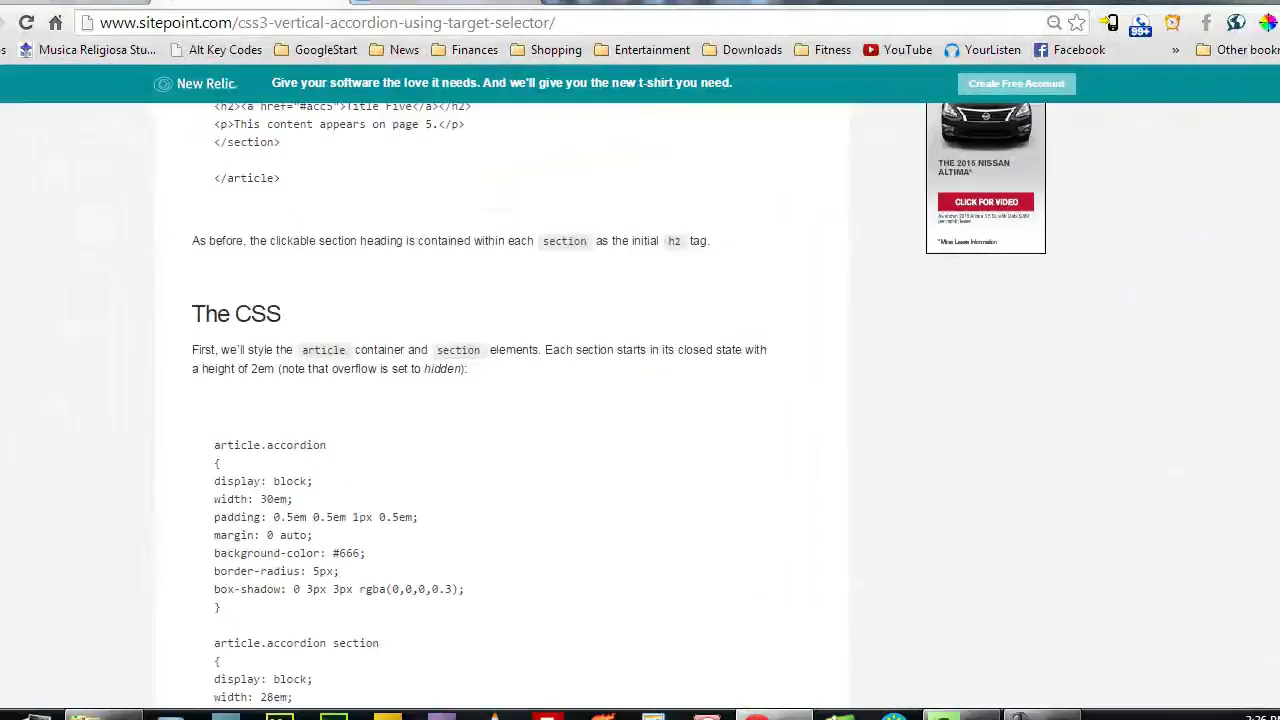 www.sitepoint.com/css3-vertical-accordion-using-target-selector/
99+
Musica Religiosa Stu... Alt Key Codes GoogleStart News Finances Shopping Entertainment Downloads Fitness YouTube YourListen Facebook » Other book
New Relic. Give your software the love it needs. And we'll give you the new t-shirt you need. Create Free Account
<h2><a href="#acc5">Title Five</a></h2>
<p>This content appears on page 5.</p>
</section>
</article>
THE 2015 NISSAN
ALTIMA®
CLICK FOR VIDEO
*More Lease Information
As before, the clickable section heading is contained within each section as the initial h2 tag.
The CSS
First, we'll style the article container and section elements. Each section starts in its closed state with
a height of 2em (note that overflow is set to hidden):
article.accordion
{
display: block;
width: 30em;
padding: 0.5em 0.5em 1px 0.5em;
margin: 0 auto;
background-color: #666;
border-radius: 5px;
box-shadow: 0 3px 3px rgba(0,0,0,0.3);
}
article.accordion section
{
display: block;
width: 28em;